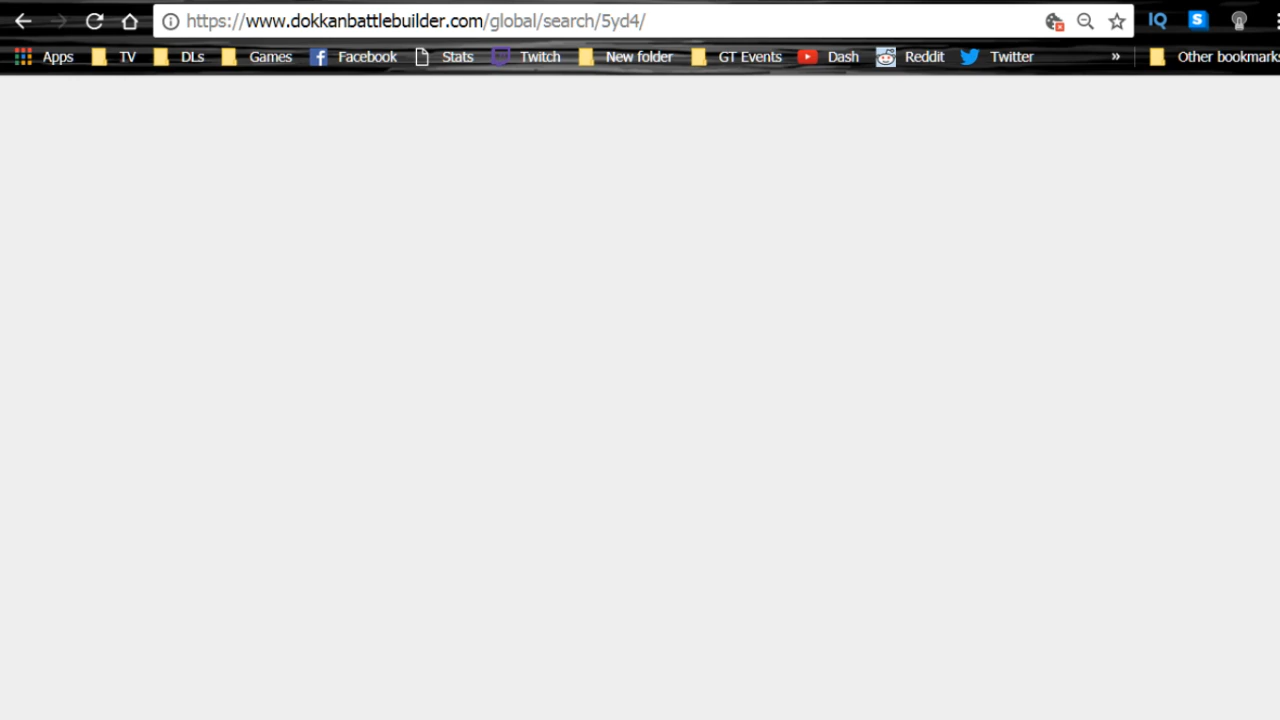 https://www.dokkanbattlebuilder.com/global/search/5yd4/ IQ S
Apps TV DLs Games Facebook Stats Twitch New folder GT Events Dash Reddit Twitter » Other bookmarks